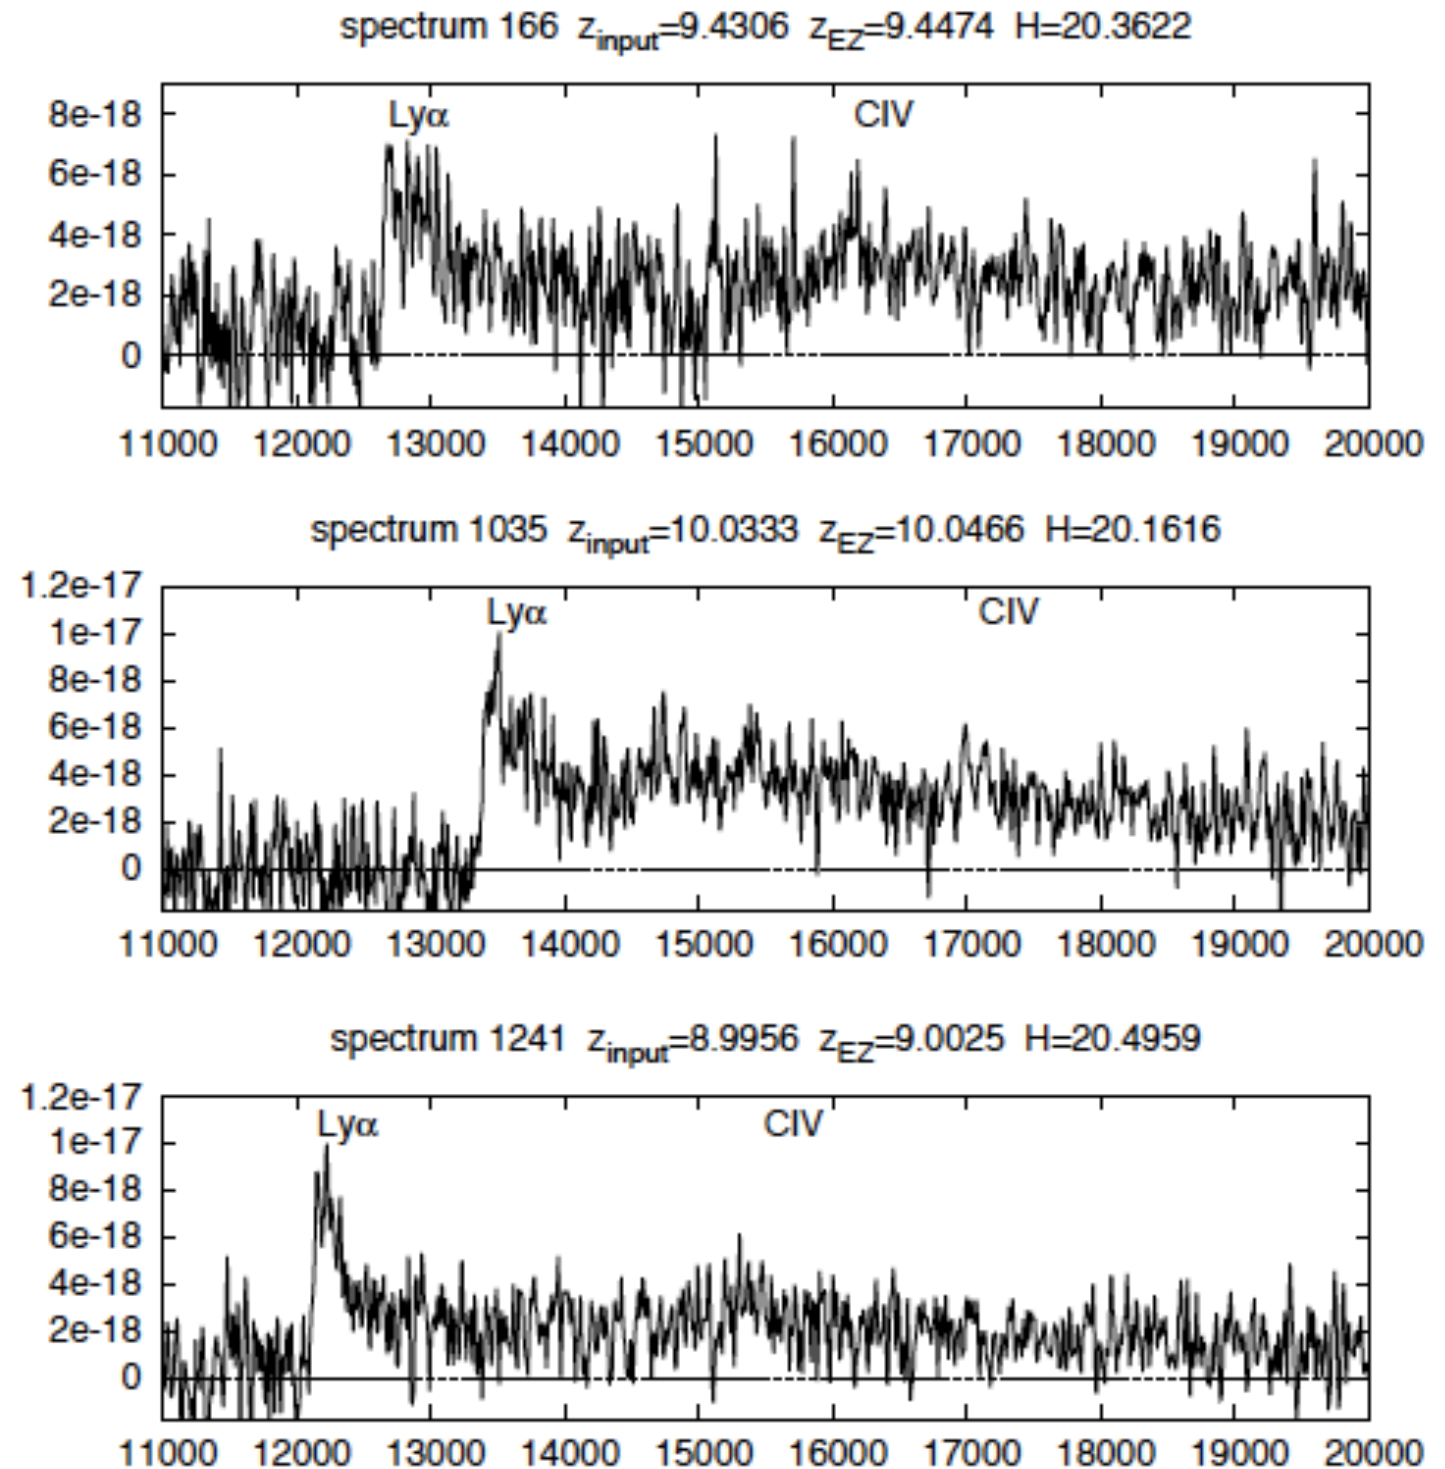 spectrum 166 z_input=9.4306 z_EZ=9.4474 H=20.3622
8e-18
Lyα CIV
6e-18
4e-18
2e-18
0
11000 12000 13000 14000 15000 16000 17000 18000 19000 20000
spectrum 1035 z_input=10.0333 z_EZ=10.0466 H=20.1616
1.2e-17
Lyα CIV
1e-17
8e-18
6e-18
4e-18
2e-18
0
11000 12000 13000 14000 15000 16000 17000 18000 19000 20000
spectrum 1241 z_input=8.9956 z_EZ=9.0025 H=20.4959
1.2e-17
Lyα CIV
1e-17
8e-18
6e-18
4e-18
2e-18
0
11000 12000 13000 14000 15000 16000 17000 18000 19000 20000